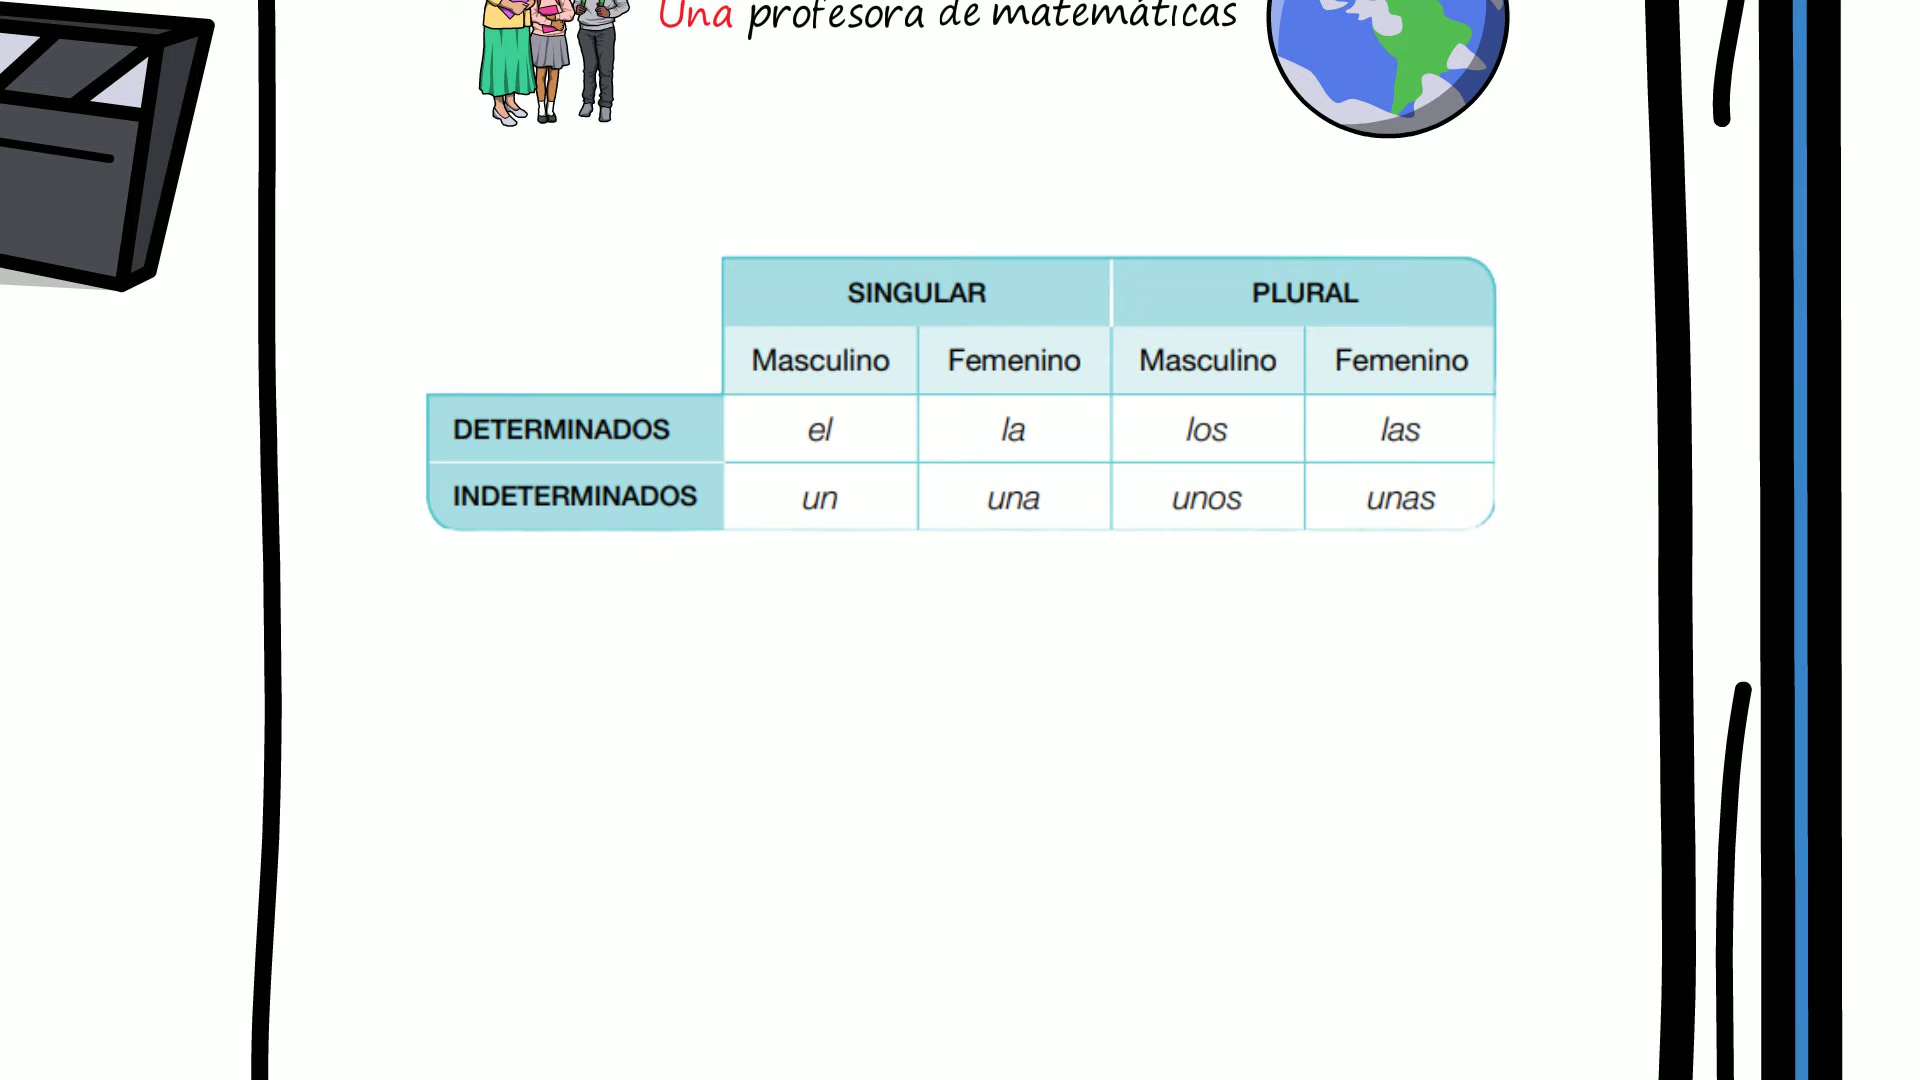 Una profesora de matemáticas
SINGULAR PLURAL
Masculino Femenino Masculino Femenino
DETERMINADOS el la los las
INDETERMINADOS un una unos unas